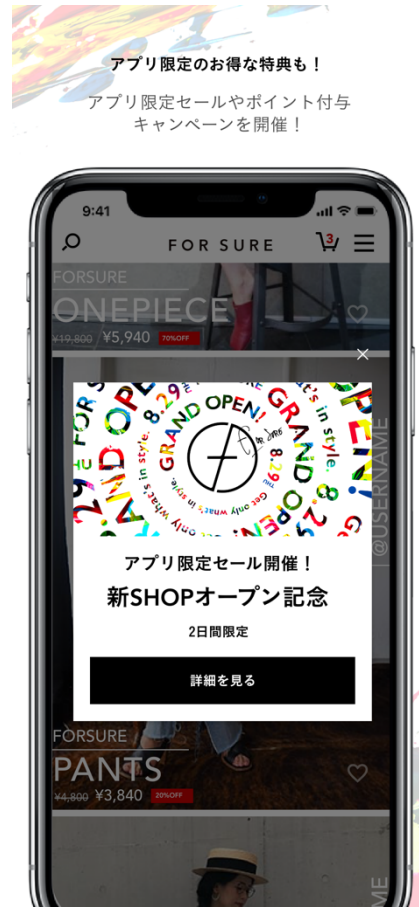 アプリ限定のお得な特典も！
アプリ限定セールやポイント付与
キャンペーンを開催！
9:41
FOR SURE
3
FORSURE
ONEPIECE
¥19,800 ¥5,940 70%OFF
GRAND OPEN! 8.29 THU Get only what's in style.
FOR SURE
アプリ限定セール開催！
新SHOPオープン記念
2日間限定
詳細を見る
@USERNAME
FORSURE
PANTS
¥4,800 ¥3,840 20%OFF